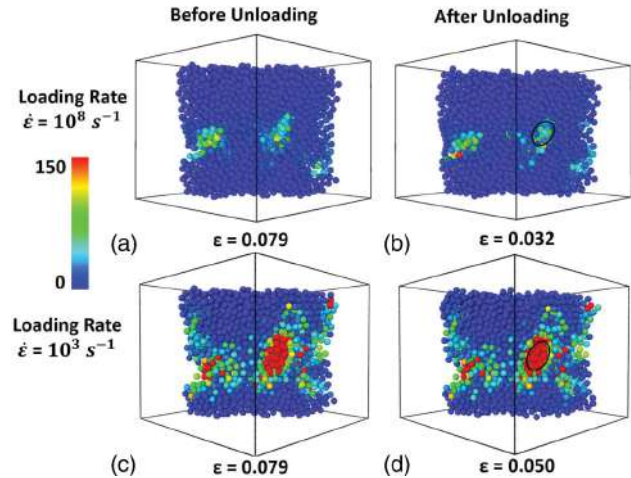 Before Unloading
After Unloading
Loading Rate
ε̇ = 10⁸ s⁻¹
150
0
(a)
ε = 0.079
(b)
ε = 0.032
Loading Rate
ε̇ = 10³ s⁻¹
(c)
ε = 0.079
(d)
ε = 0.050